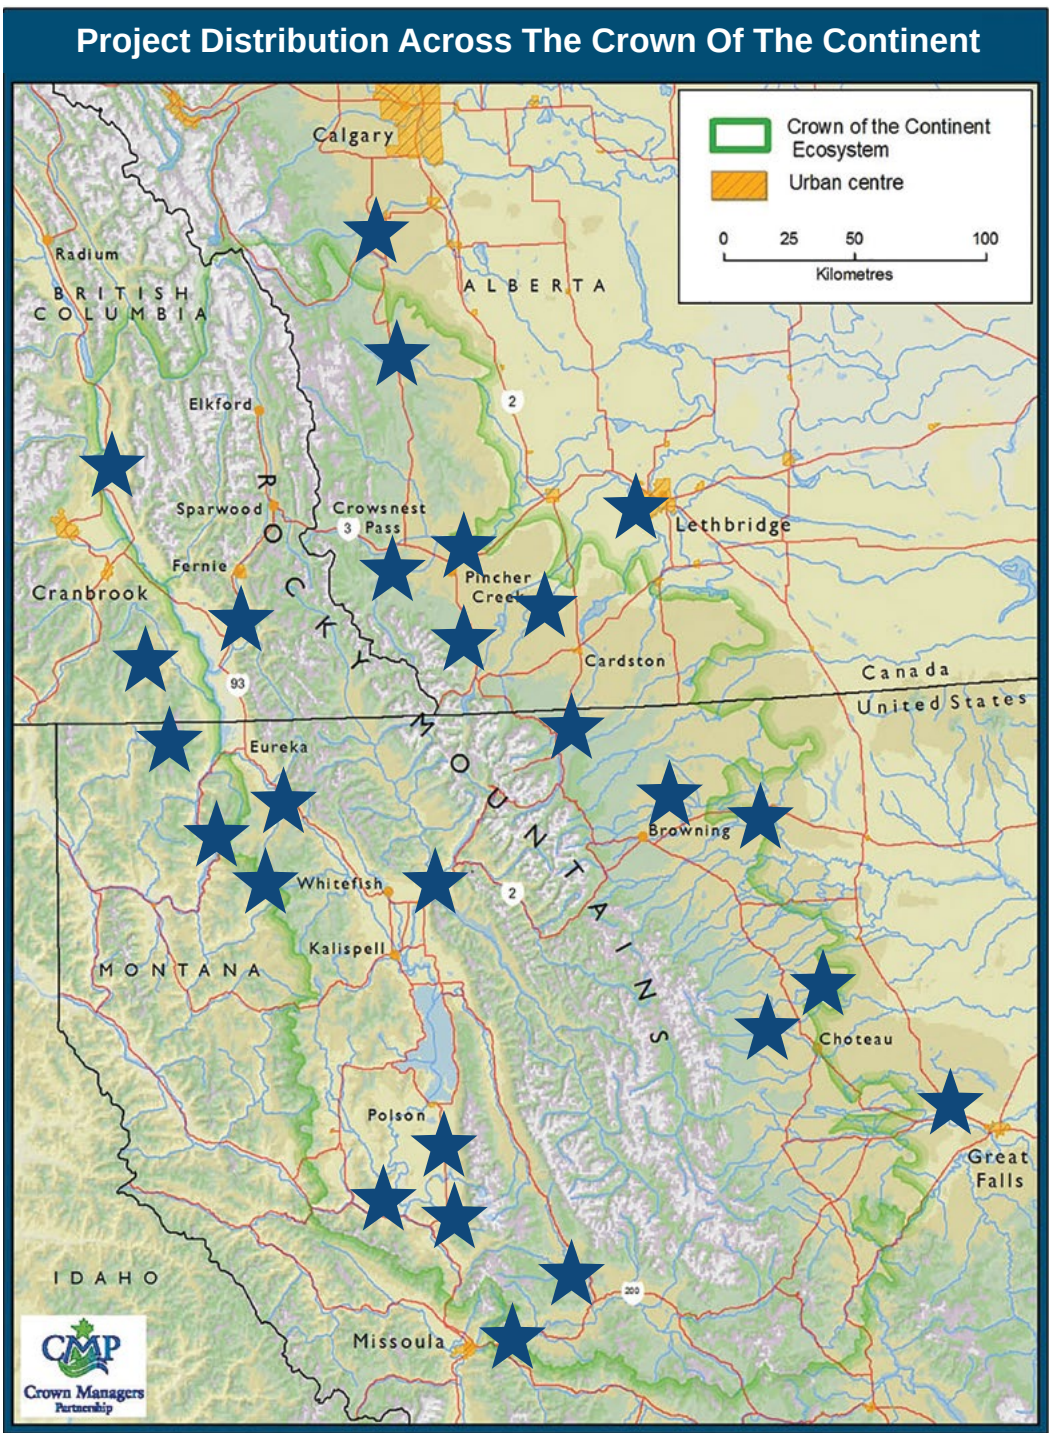 Project Distribution Across The Crown Of The Continent
Calgary
Crown of the Continent
Ecosystem
Urban centre
0 25 50 100
Kilometres
Radium
BRITISH
COLUMBIA
ALBERTA
Elkford
2
Sparwood
Crowsnest
Pass
3
Lethbridge
Fernie
Cranbrook
Pincher
Creek
Cardston
93
Canada
United States
ROCKY MOUNTAINS
Eureka
Browning
Whitefish
2
Kalispell
MONTANA
Choteau
Polson
Great
Falls
IDAHO
200
Missoula
CMP
Crown Managers
Partnership